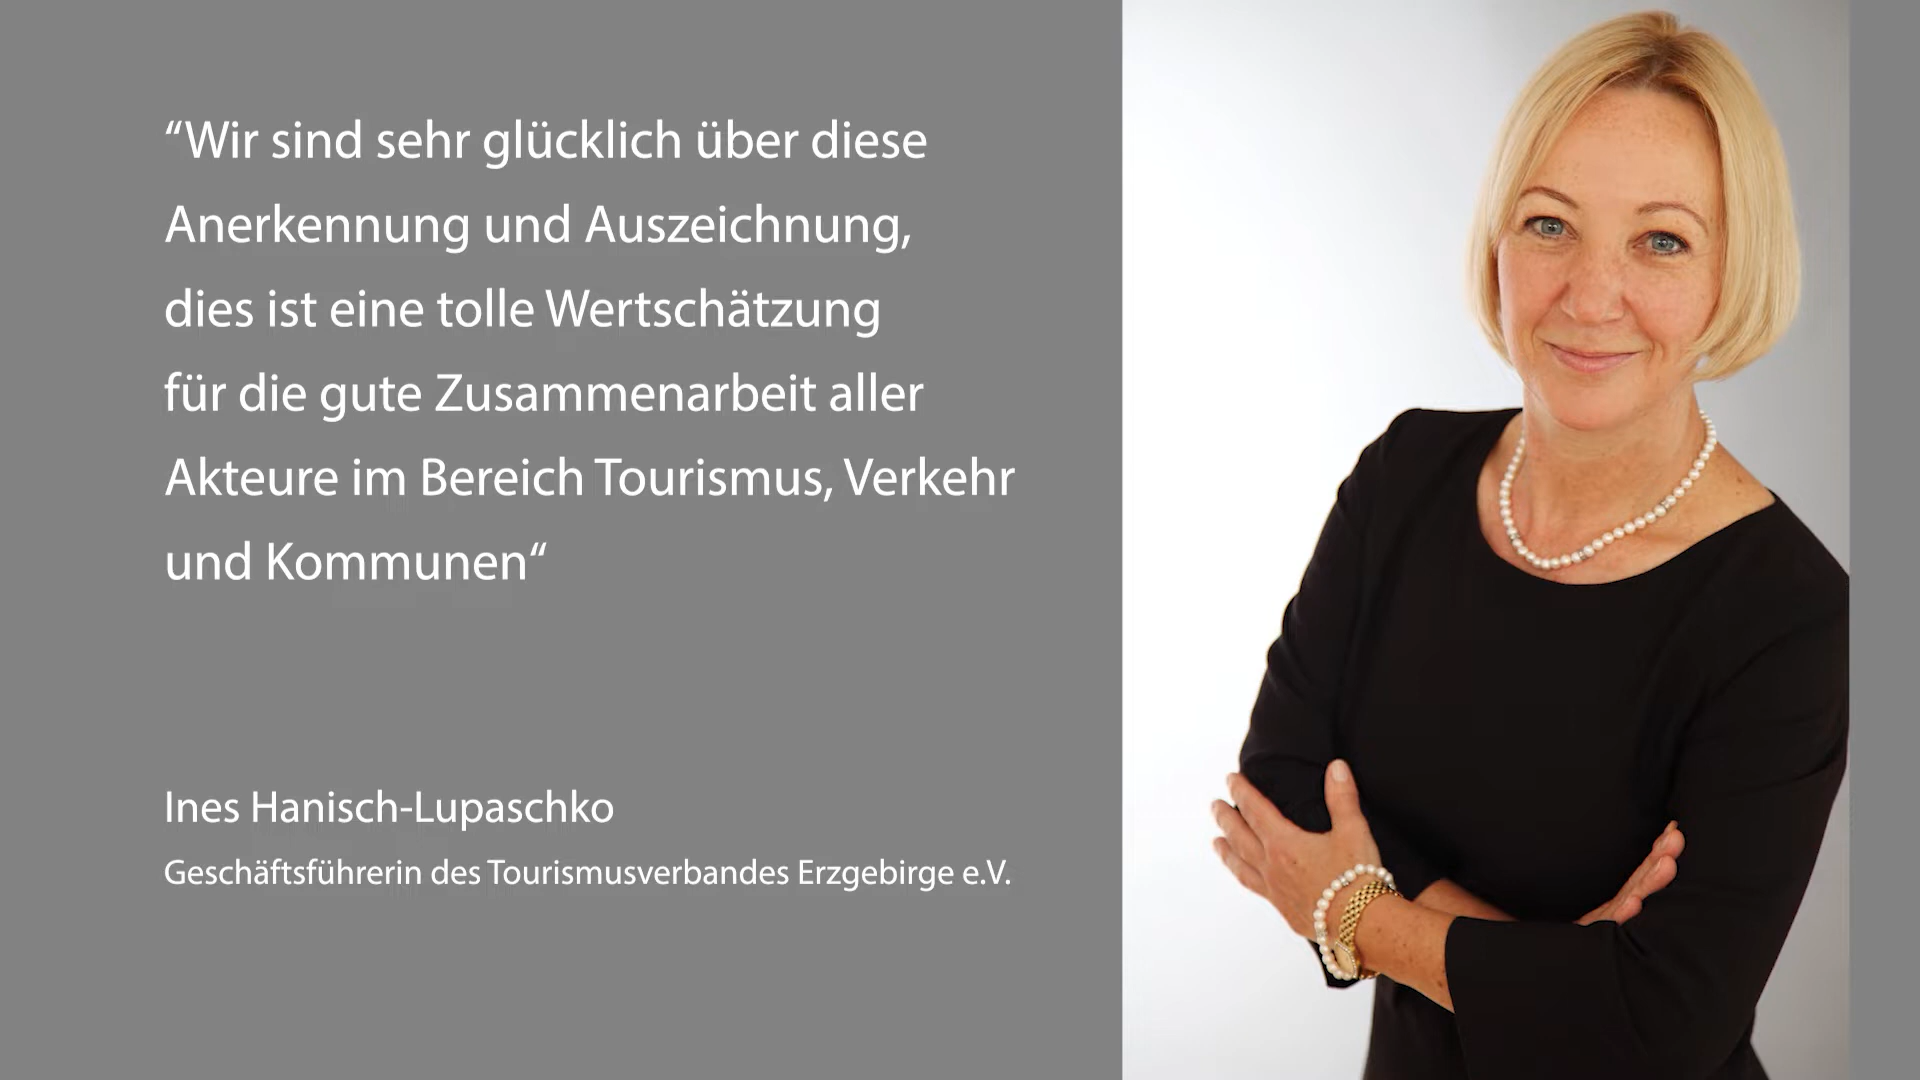 “Wir sind sehr glücklich über diese
Anerkennung und Auszeichnung,
dies ist eine tolle Wertschätzung
für die gute Zusammenarbeit aller
Akteure im Bereich Tourismus, Verkehr
und Kommunen“
Ines Hanisch-Lupaschko
Geschäftsführerin des Tourismusverbandes Erzgebirge e.V.